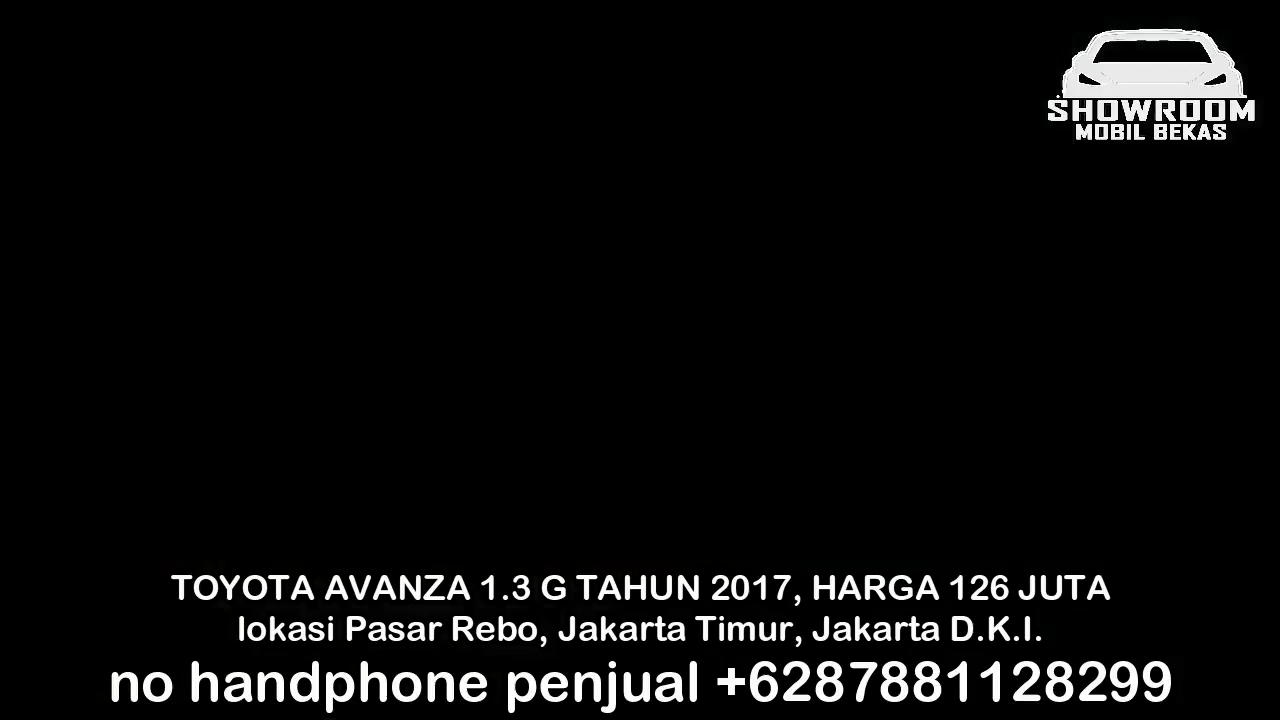 SHOWROOM
MOBIL BEKAS
TOYOTA AVANZA 1.3 G TAHUN 2017, HARGA 126 JUTA
lokasi Pasar Rebo, Jakarta Timur, Jakarta D.K.I.
no handphone penjual +6287881128299